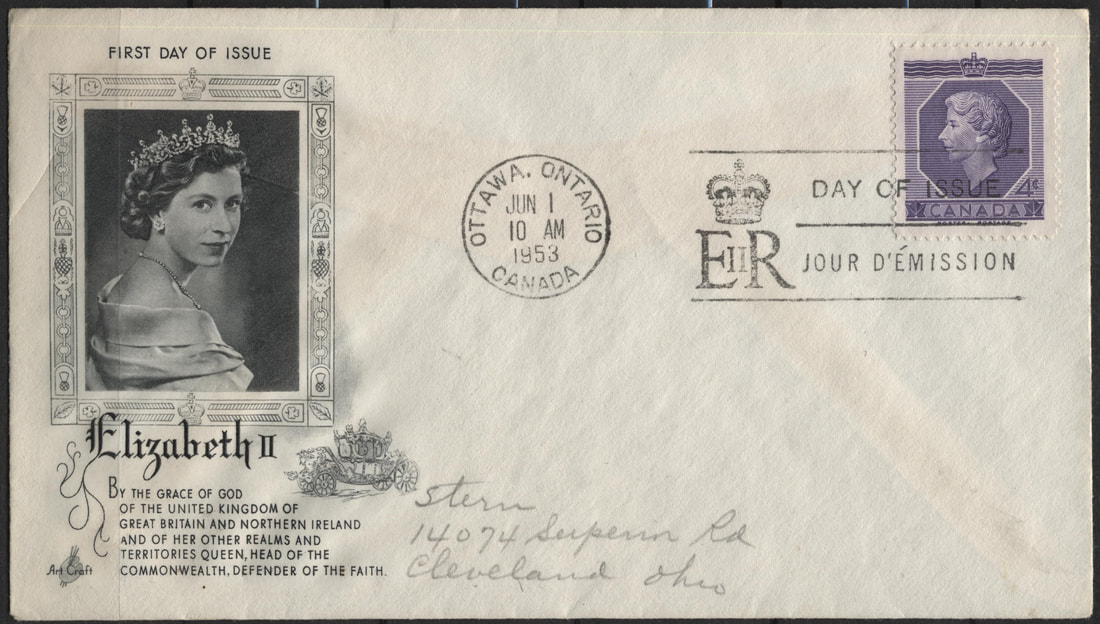 FIRST DAY OF ISSUE
Elizabeth II
BY THE GRACE OF GOD
OF THE UNITED KINGDOM OF
GREAT BRITAIN AND NORTHERN IRELAND
AND OF HER OTHER REALMS AND
TERRITORIES QUEEN, HEAD OF THE
COMMONWEALTH, DEFENDER OF THE FAITH.
Art Craft
OTTAWA, ONTARIO
JUN 1
10 AM
1953
CANADA
EIIR
DAY OF ISSUE
JOUR D'ÉMISSION
4¢
CANADA
POSTES POSTAGE
Stern
14074 Superior Rd
Cleveland Ohio